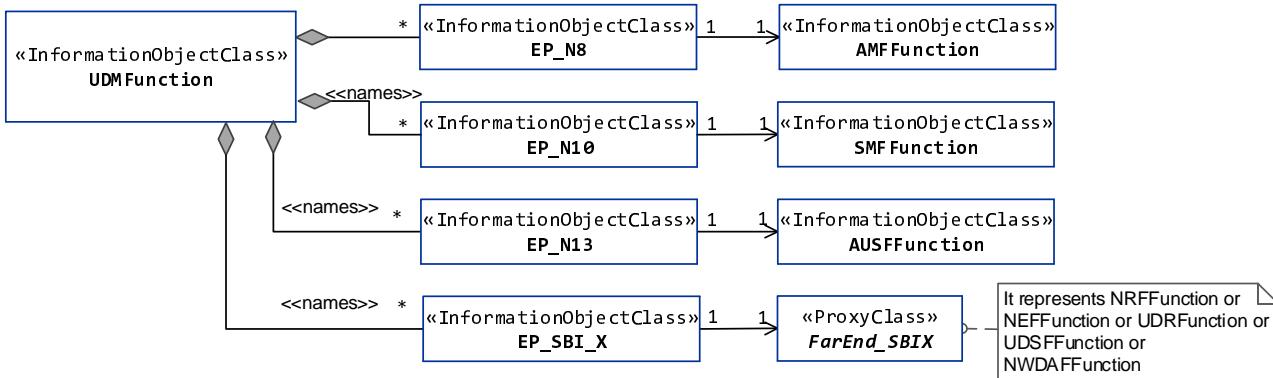 «InformationObjectClass»
UDMFunction
*
«InformationObjectClass»
EP_N8
1
1
«InformationObjectClass»
AMFFunction
<<names>>
*
«InformationObjectClass»
EP_N10
1
1
«InformationObjectClass»
SMFFunction
<<names>>
*
«InformationObjectClass»
EP_N13
1
1
«InformationObjectClass»
AUSFFunction
<<names>>
*
«InformationObjectClass»
EP_SBI_X
1
1
«ProxyClass»
FarEnd_SBIX
It represents NRFFunction or
NEFFunction or UDRFunction or
UDSFFunction or
NWDAFFunction